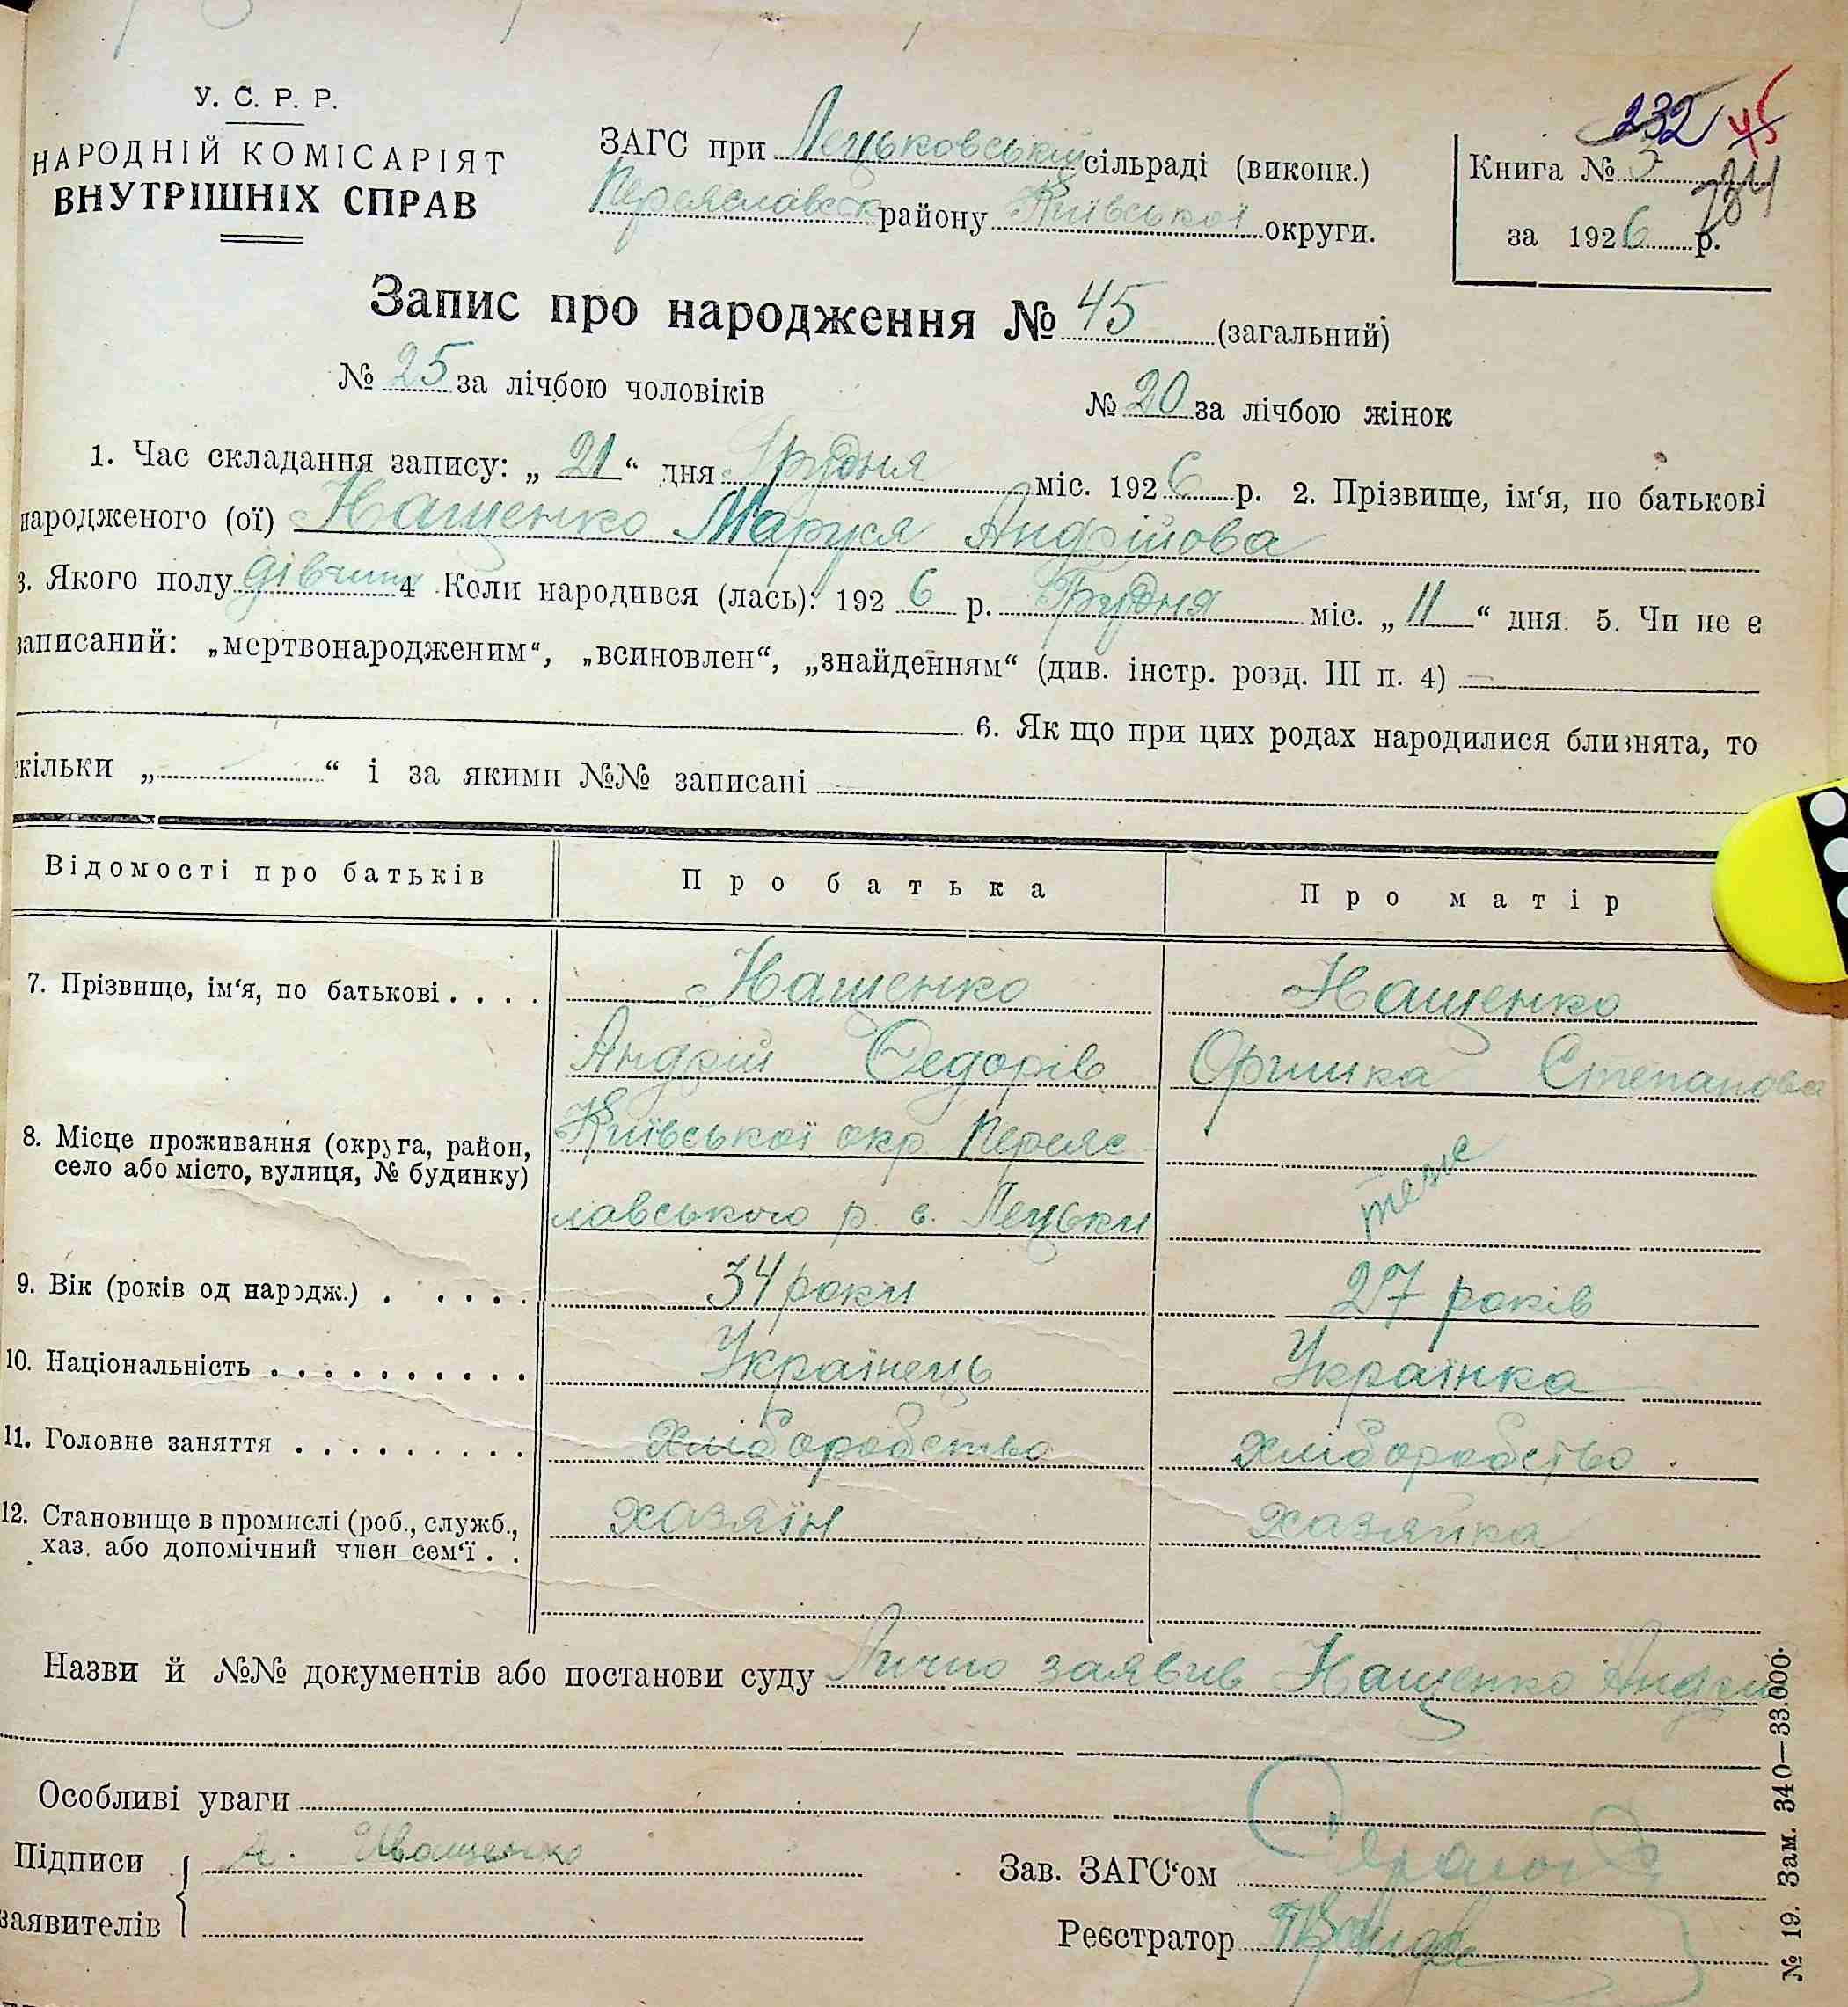 232 45
У. С. Р. Р.
НАРОДНІЙ КОМІСАРІЯТ
ВНУТРІШНІХ СПРАВ
ЗАГС при Лецьковській сільраді (виконк.)
Переяславськ району Київської округи.
Книга №
за 1926 р.
Запис про народження № 45 (загальний)
№ 25 за лічбою чоловіків № 20 за лічбою жінок
1. Час складання запису: „ 21 “ дня Грудня міс. 1926 р. 2. Прізвище, ім‘я, по батькові
народженого (ої) Нащенко Маруся Андрійова
3. Якого полу дівчина 4 Коли народився (лась): 1926 р. Грудня міс. „ 11 “ дня. 5. Чи не є
записаний: „мертвонародженим“, „всиновлен“, „знайденням“ (див. інстр. розд. III п. 4)
6. Як що при цих родах народилися близнята, то
скільки „ “ і за якими №№ записані
Відомості про батьків Про батька Про матір
7. Прізвище, ім‘я, по батькові . . . . Нащенко Нащенко
Андрій Федорів Оришка Степанова
8. Місце проживання (округа, район, Київської окр Переяс теже
село або місто, вулиця, № будинку)
лавського р. с. Лецьки
9. Вік (років од народж.) . . . . . 34 роки 27 років
10. Національність . . . . . . . . . . Українець Українка
11. Головне заняття . . . . . . . . . Хліборобство Хліборобство .
12. Становище в промислі (роб., служб., хазяїн хазяйка
хаз. або допомічний член сем‘ї . .
Назви й №№ документів або постанови суду Лично заявив Нащенко Андрій
Особливі уваги
Підписи А. Иващенко
заявителів
Зав. ЗАГС‘ом
Реєстратор
№ 19. Зам. 340—33.000.